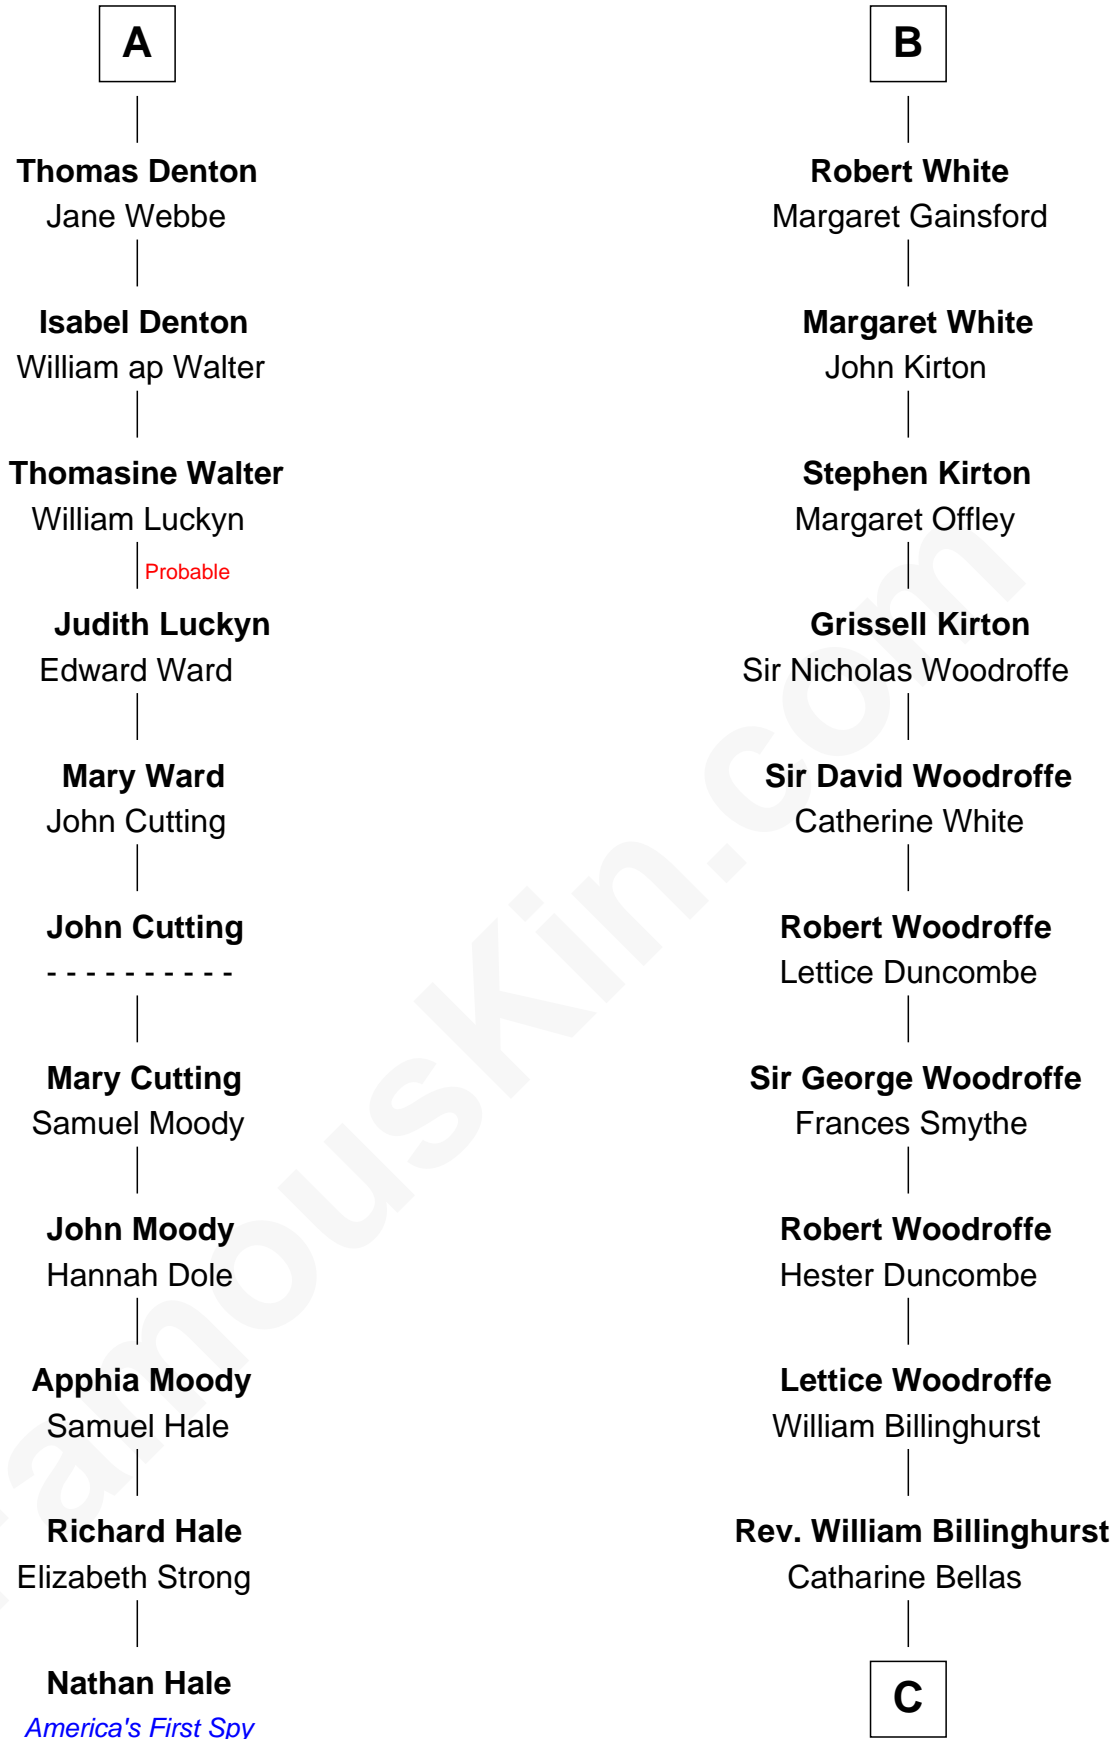 A
Thomas Denton
Jane Webbe
Isabel Denton
William ap Walter
Thomasine Walter
William Luckyn
Probable
Judith Luckyn
Edward Ward
Mary Ward
John Cutting
John Cutting
- - - - - - - - - -
Mary Cutting
Samuel Moody
John Moody
Hannah Dole
Apphia Moody
Samuel Hale
Richard Hale
Elizabeth Strong
Nathan Hale
America's First Spy
B
Robert White
Margaret Gainsford
Margaret White
John Kirton
Stephen Kirton
Margaret Offley
Grissell Kirton
Sir Nicholas Woodroffe
Sir David Woodroffe
Catherine White
Robert Woodroffe
Lettice Duncombe
Sir George Woodroffe
Frances Smythe
Robert Woodroffe
Hester Duncombe
Lettice Woodroffe
William Billinghurst
Rev. William Billinghurst
Catharine Bellas
C
FamousKin.com